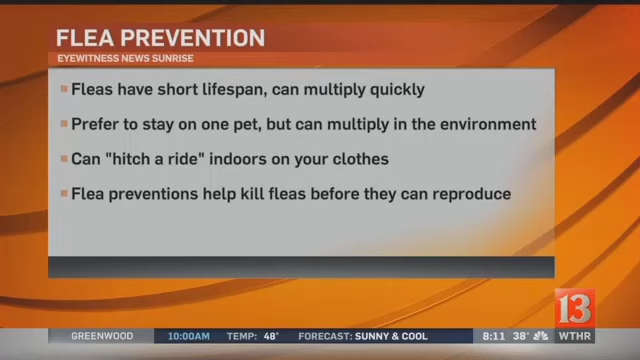 FLEA PREVENTION
EYEWITNESS NEWS SUNRISE
Fleas have short lifespan, can multiply quickly
Prefer to stay on one pet, but can multiply in the environment
Can "hitch a ride" indoors on your clothes
Flea preventions help kill fleas before they can reproduce
13
GREENWOOD 10:00AM TEMP: 48° FORECAST: SUNNY & COOL 8:11 38° WTHR